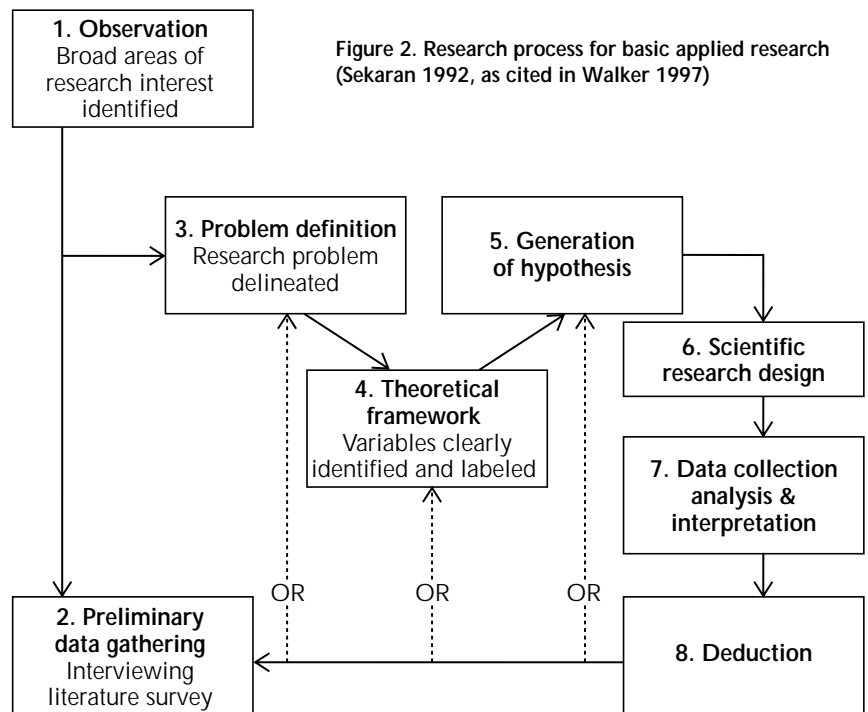 1. Observation
Broad areas of
research interest
identified
Figure 2. Research process for basic applied research
(Sekaran 1992, as cited in Walker 1997)
3. Problem definition
Research problem
delineated
5. Generation
of hypothesis
4. Theoretical
framework
Variables clearly
identified and labeled
6. Scientific
research design
7. Data collection
analysis &
interpretation
OR
OR
OR
2. Preliminary
data gathering
Interviewing
literature survey
8. Deduction